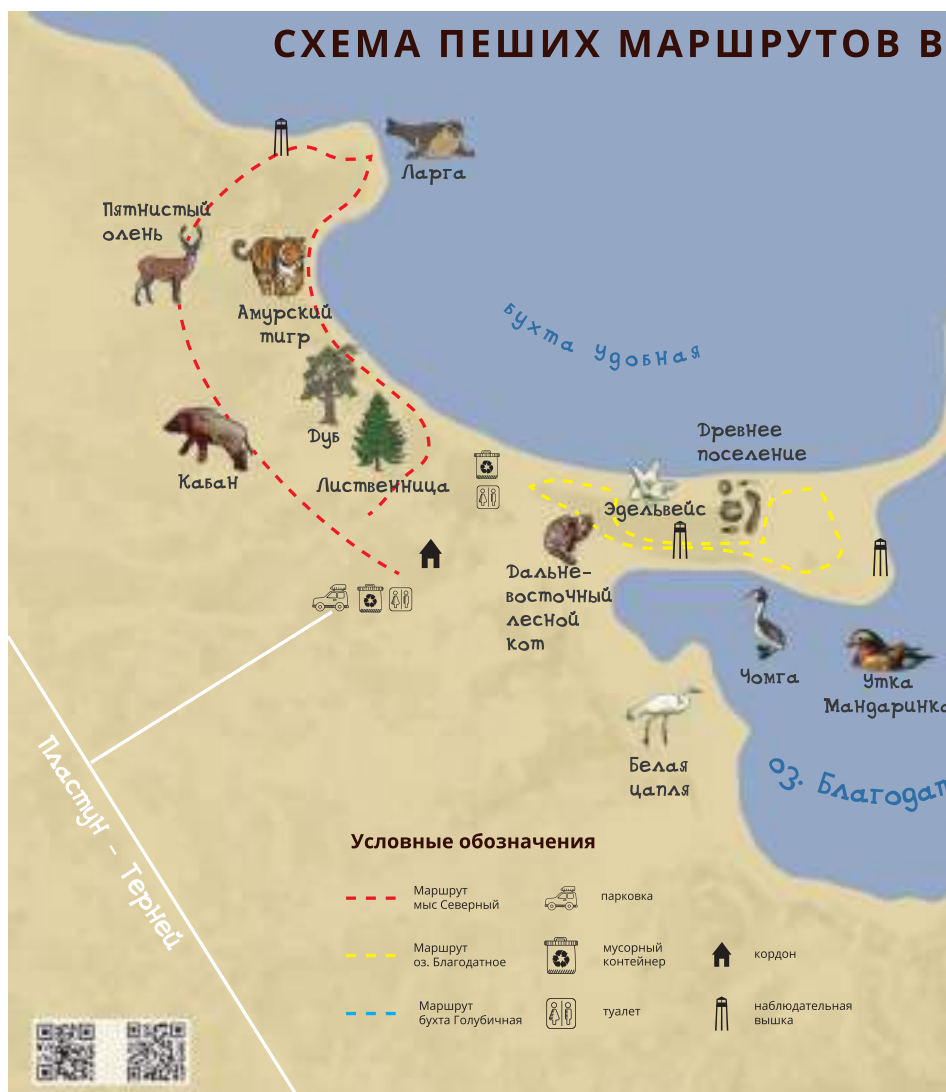 СХЕМА ПЕШИХ МАРШРУТОВ В
Ларга
Пятнистый
олень
Амурский
тигр
бухта Удобная
Дуб
Древнее
поселение
Кабан
Лиственница
Эдельвейс
Дальне-
восточный
лесной
кот
Чомга
Утка
Мандаринка
Белая
цапля
оз. Благодат
Пластун - Терней
Условные обозначения
Маршрут
мыс Северный
парковка
Маршрут
оз. Благодатное
мусорный
контейнер
кордон
Маршрут
бухта Голубичная
туалет
наблюдательная
вышка